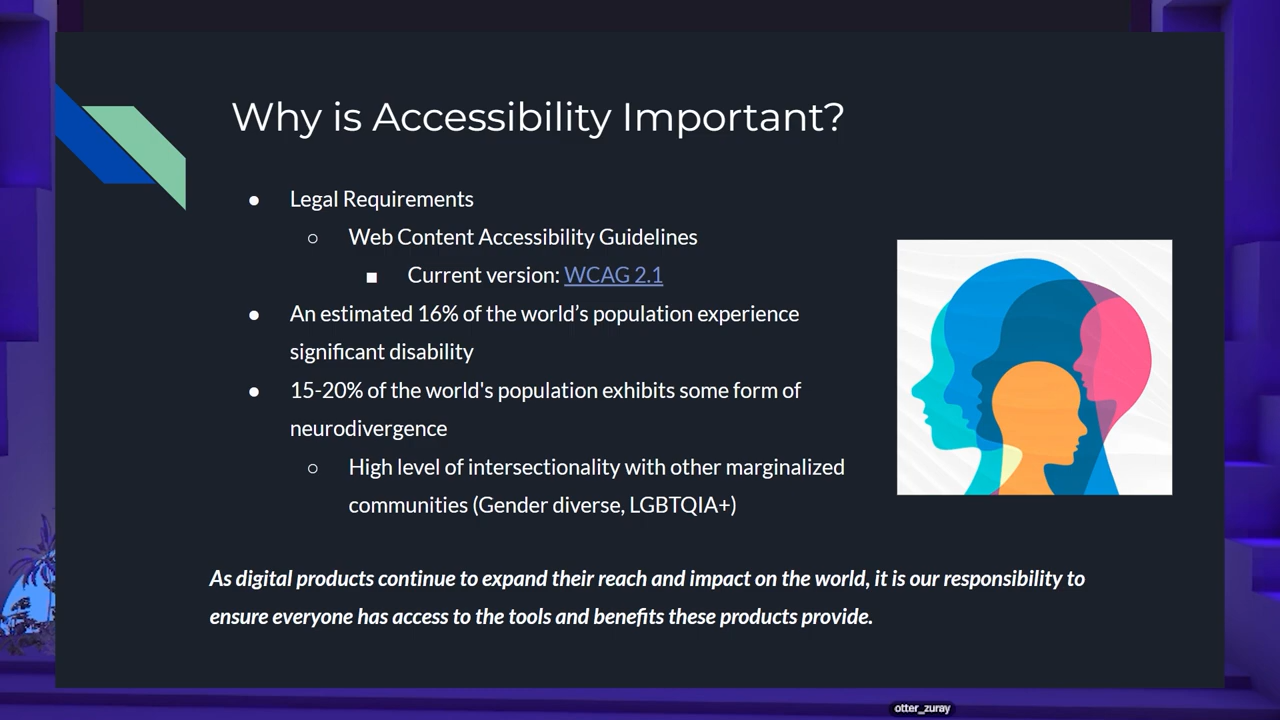 Why is Accessibility Important?
● Legal Requirements
○ Web Content Accessibility Guidelines
■ Current version: WCAG 2.1
● An estimated 16% of the world’s population experience
significant disability
● 15-20% of the world's population exhibits some form of
neurodivergence
○ High level of intersectionality with other marginalized
communities (Gender diverse, LGBTQIA+)
As digital products continue to expand their reach and impact on the world, it is our responsibility to
ensure everyone has access to the tools and benefits these products provide.
otter_zuray